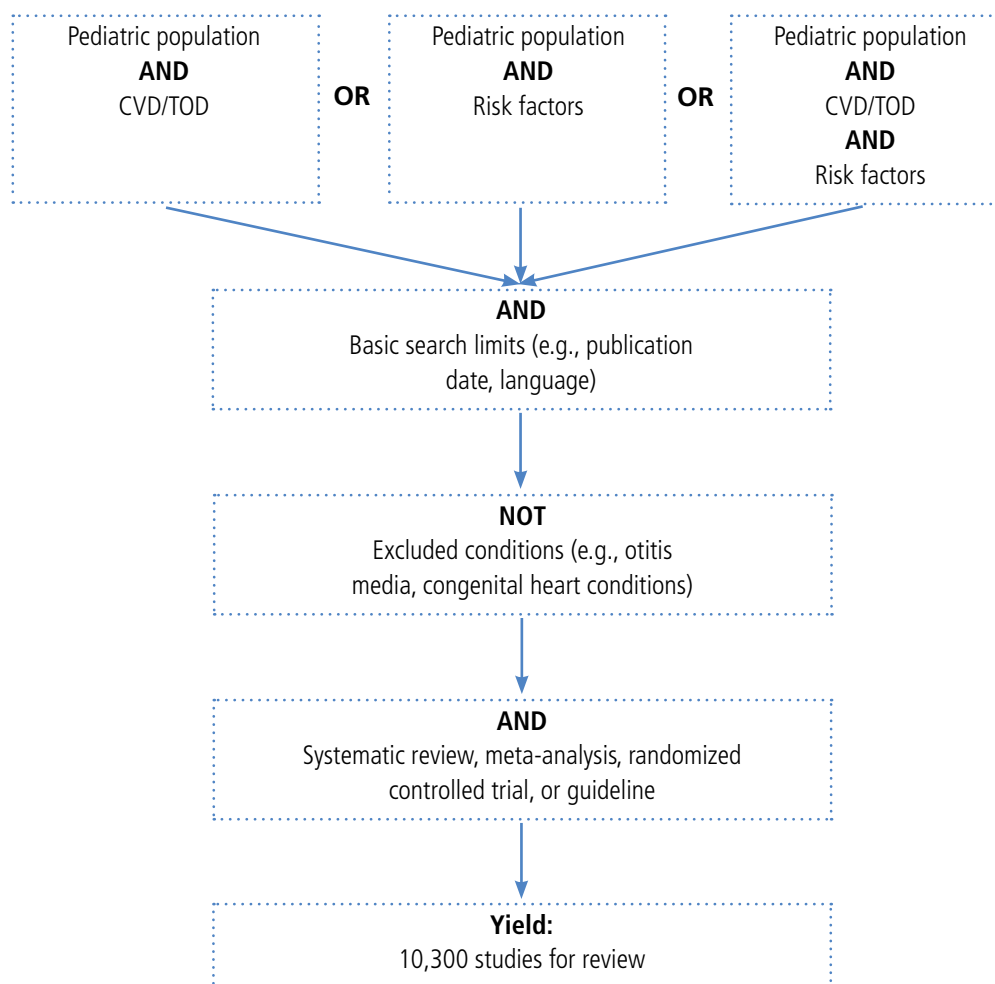 Pediatric population
AND
CVD/TOD
OR
Pediatric population
AND
Risk factors
OR
Pediatric population
AND
CVD/TOD
AND
Risk factors
AND
Basic search limits (e.g., publication
date, language)
NOT
Excluded conditions (e.g., otitis
media, congenital heart conditions)
AND
Systematic review, meta-analysis, randomized
controlled trial, or guideline
Yield:
10,300 studies for review